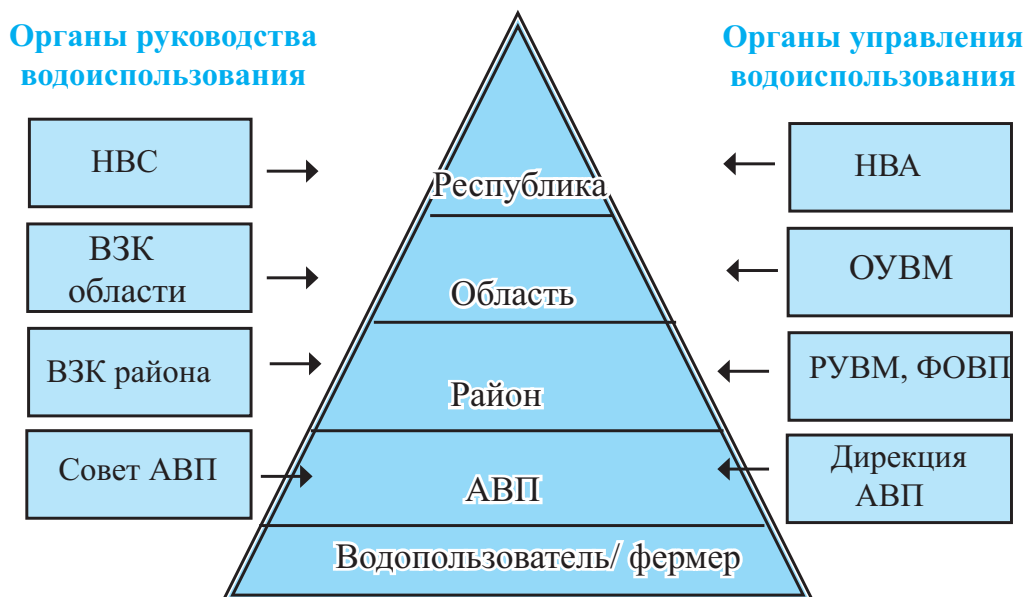 Органы руководства
водоиспользования
Органы управления
водоиспользования
НВС
Республика
НВА
ВЗК
области
Область
ОУВМ
ВЗК района
Район
РУВМ, ФОВП
Совет АВП
АВП
Дирекция
АВП
Водопользователь/ фермер